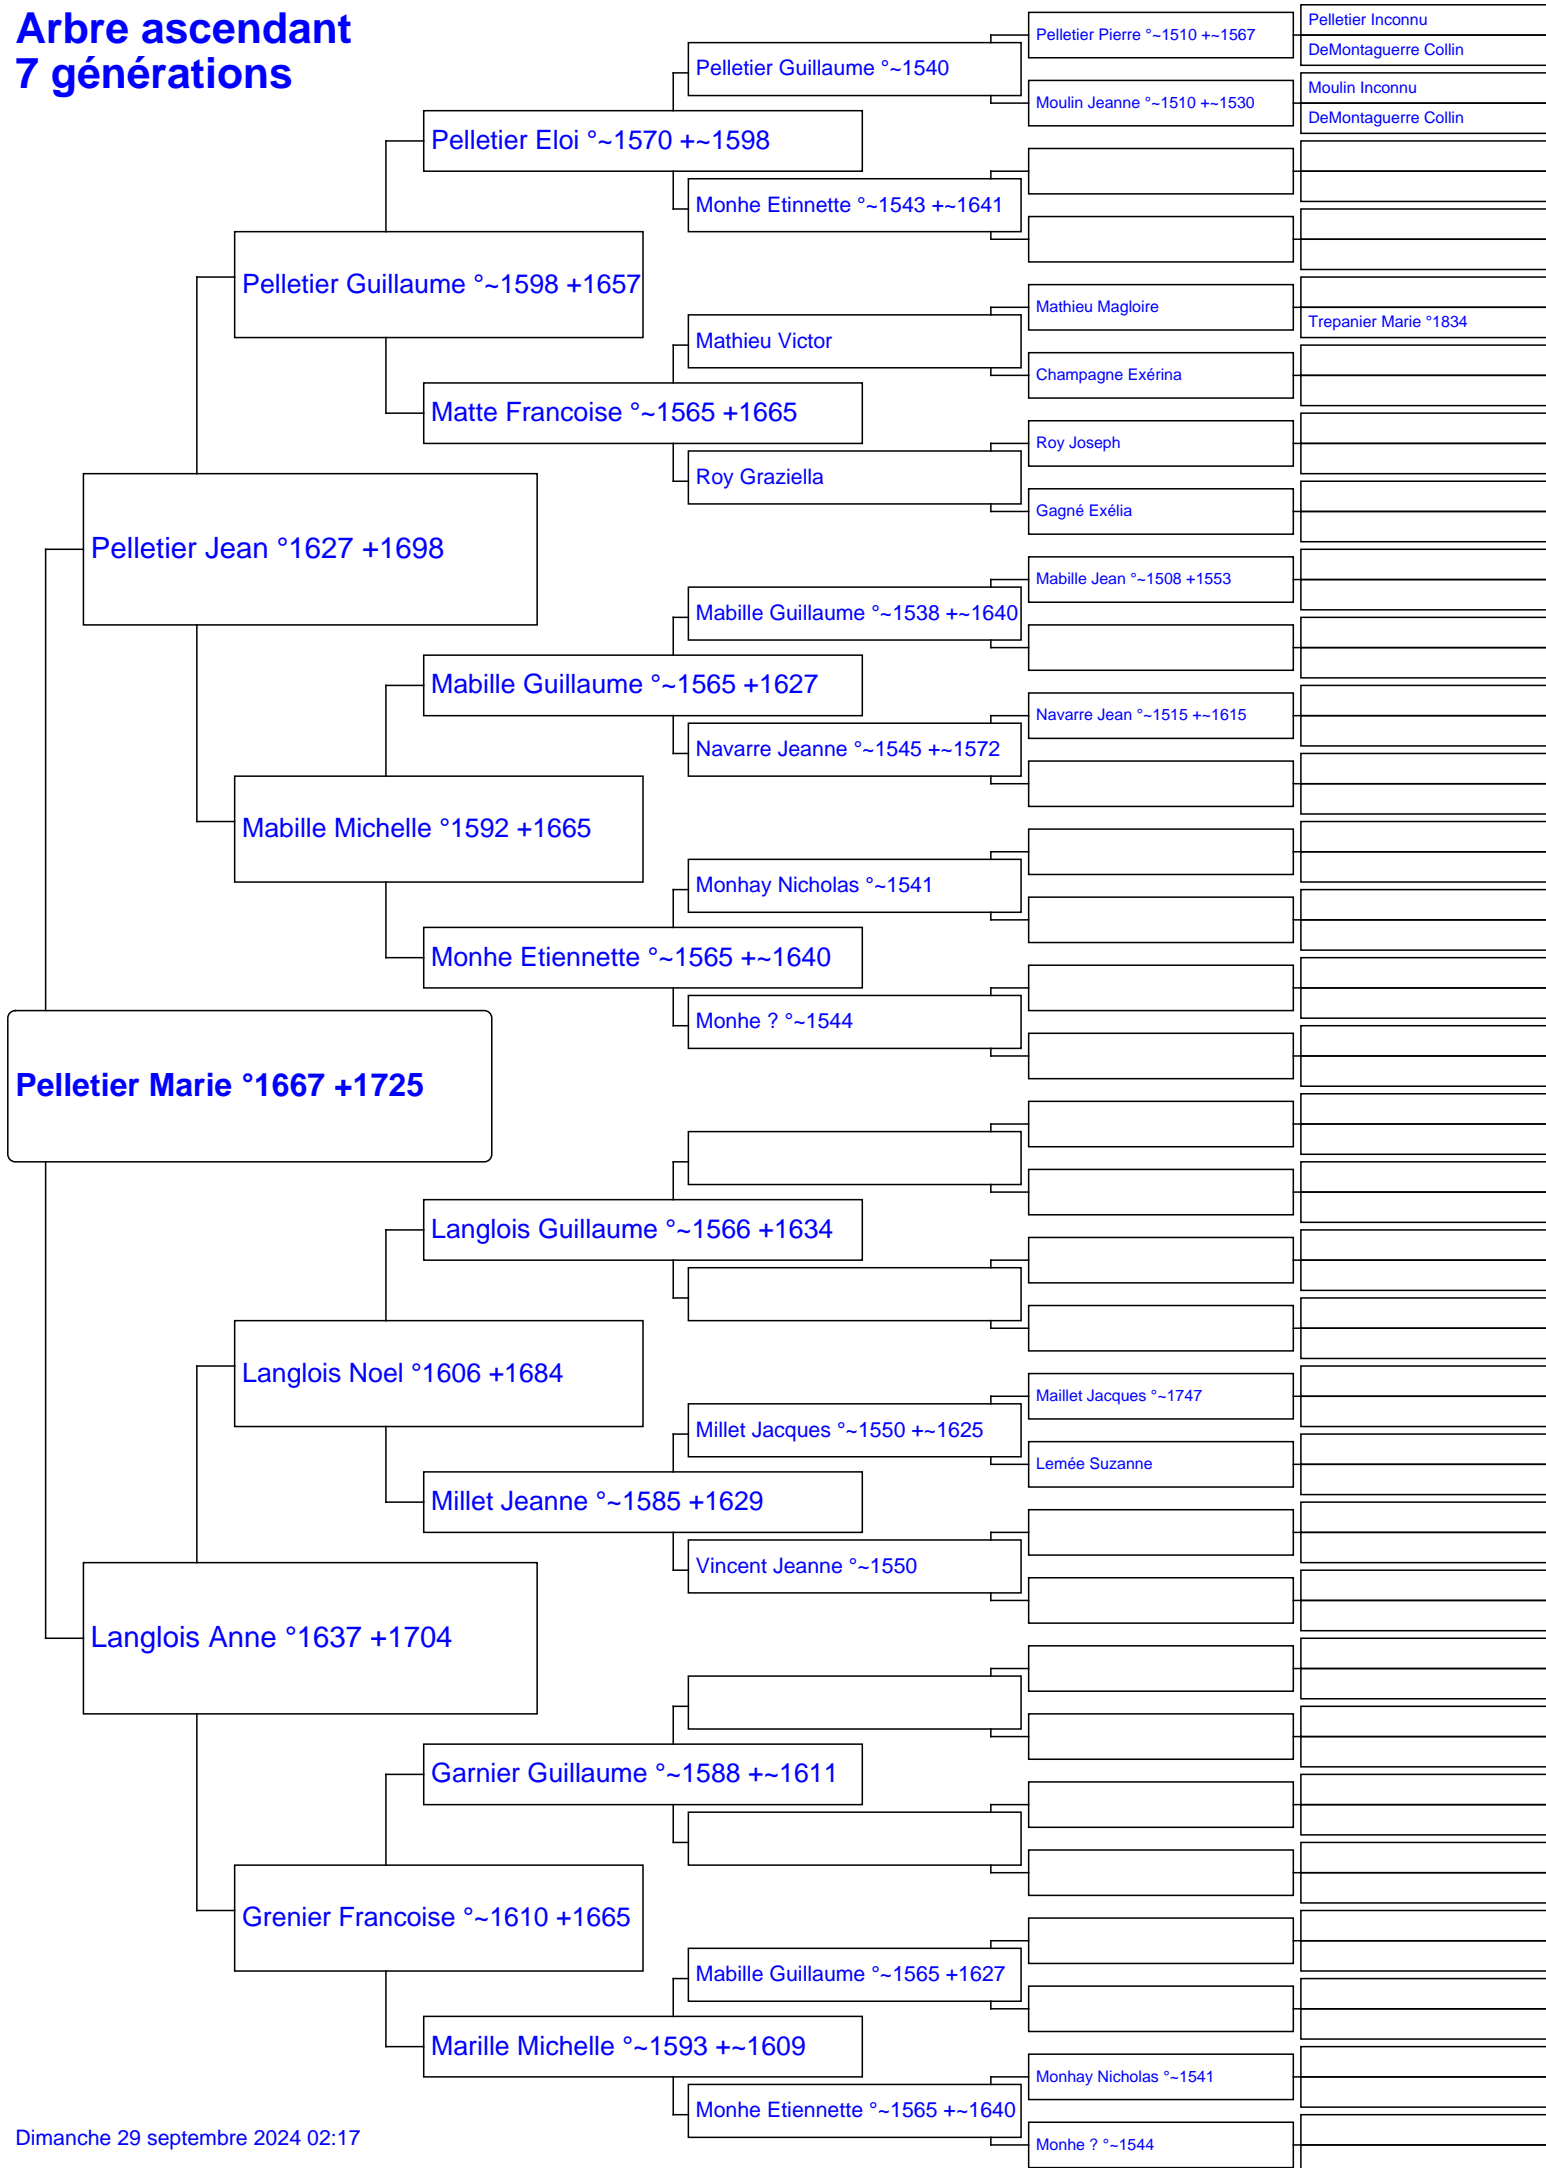 Arbre ascendant
7 générations
Pelletier Inconnu
Pelletier Pierre °~1510 +~1567
DeMontaguerre Collin
Pelletier Guillaume °~1540
Moulin Inconnu
Moulin Jeanne °~1510 +~1530
DeMontaguerre Collin
Pelletier Eloi °~1570 +~1598
Monhe Etinnette °~1543 +~1641
Pelletier Guillaume °~1598 +1657
Mathieu Magloire
Trepanier Marie °1834
Mathieu Victor
Champagne Exérina
Matte Francoise °~1565 +1665
Roy Joseph
Roy Graziella
Gagné Exélia
Pelletier Jean °1627 +1698
Mabille Jean °~1508 +1553
Mabille Guillaume °~1538 +~1640
Mabille Guillaume °~1565 +1627
Navarre Jean °~1515 +~1615
Navarre Jeanne °~1545 +~1572
Mabille Michelle °1592 +1665
Monhay Nicholas °~1541
Monhe Etiennette °~1565 +~1640
Monhe ? °~1544
Pelletier Marie °1667 +1725
Langlois Guillaume °~1566 +1634
Langlois Noel °1606 +1684
Maillet Jacques °~1747
Millet Jacques °~1550 +~1625
Lemée Suzanne
Millet Jeanne °~1585 +1629
Vincent Jeanne °~1550
Langlois Anne °1637 +1704
Garnier Guillaume °~1588 +~1611
Grenier Francoise °~1610 +1665
Mabille Guillaume °~1565 +1627
Marille Michelle °~1593 +~1609
Monhay Nicholas °~1541
Monhe Etiennette °~1565 +~1640
Monhe ? °~1544
Dimanche 29 septembre 2024 02:17